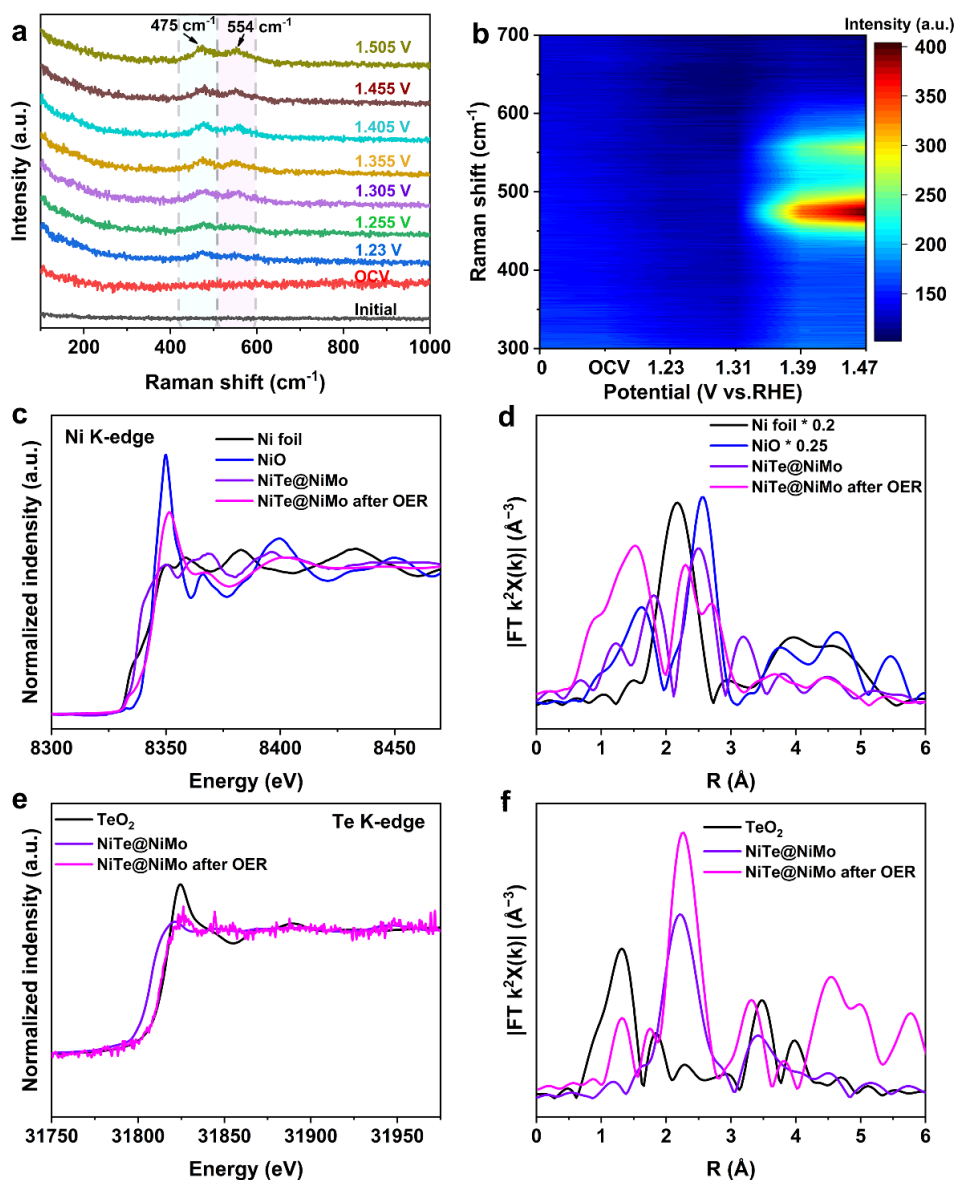 a
475 cm⁻¹
554 cm⁻¹
1.505 V
1.455 V
1.405 V
1.355 V
1.305 V
1.255 V
1.23 V
OCV
Initial
Intensity (a.u.)
200 400 600 800 1000
Raman shift (cm⁻¹)
b
Intensity (a.u.)
700
600
500
400
300
Raman shift (cm⁻¹)
0 OCV 1.23 1.31 1.39 1.47
Potential (V vs.RHE)
400
350
300
250
200
150
c
Ni K-edge
Ni foil
NiO
NiTe@NiMo
NiTe@NiMo after OER
Normalized indensity (a.u.)
8300 8350 8400 8450
Energy (eV)
d
Ni foil * 0.2
NiO * 0.25
NiTe@NiMo
NiTe@NiMo after OER
|FT k²X(k)| (Å⁻³)
0 1 2 3 4 5 6
R (Å)
e
TeO₂
NiTe@NiMo
NiTe@NiMo after OER
Te K-edge
Normalized indensity (a.u.)
31750 31800 31850 31900 31950
Energy (eV)
f
TeO₂
NiTe@NiMo
NiTe@NiMo after OER
|FT k²X(k)| (Å⁻³)
0 1 2 3 4 5 6
R (Å)